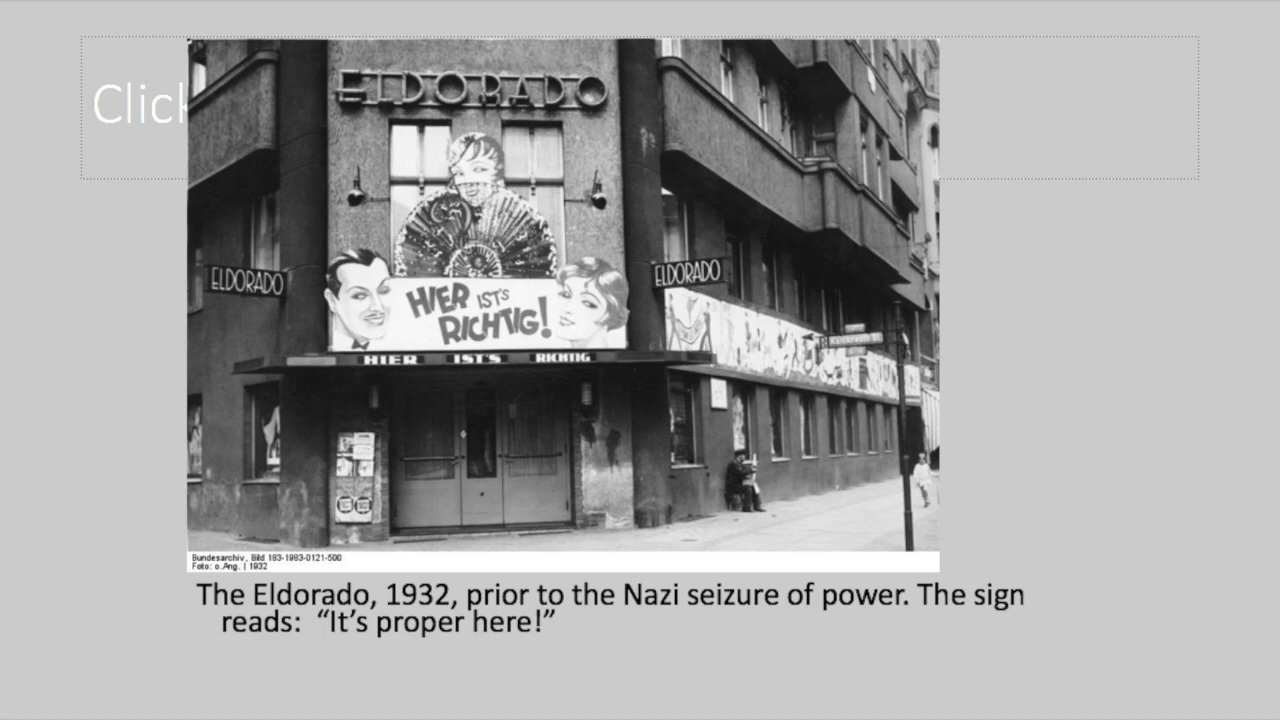 Click
ELDORADO
ELDORADO
ELDORADO
HIER IST'S
RICHTIG!
HIER IST'S RICHTIG
Bundesarchiv, Bild 183-1983-0121-500
Foto: o.Ang. | 1932
The Eldorado, 1932, prior to the Nazi seizure of power. The sign
reads: “It’s proper here!”